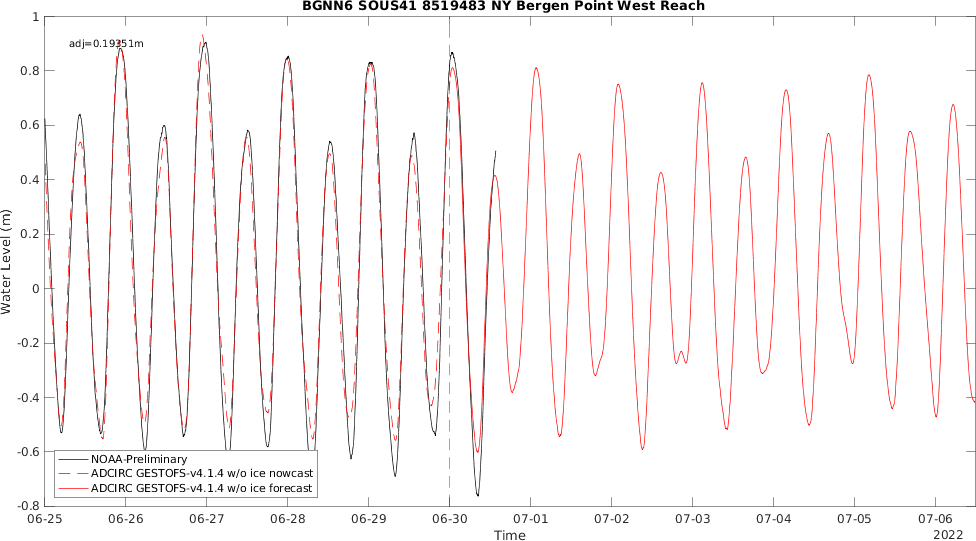 BGNN6 SOUS41 8519483 NY Bergen Point West Reach
adj=0.19351m
1
0.8
0.6
0.4
0.2
0
-0.2
-0.4
-0.6
-0.8
Water Level (m)
NOAA-Preliminary
ADCIRC GESTOFS-v4.1.4 w/o ice nowcast
ADCIRC GESTOFS-v4.1.4 w/o ice forecast
06-25 06-26 06-27 06-28 06-29 06-30 07-01 07-02 07-03 07-04 07-05 07-06
Time
2022